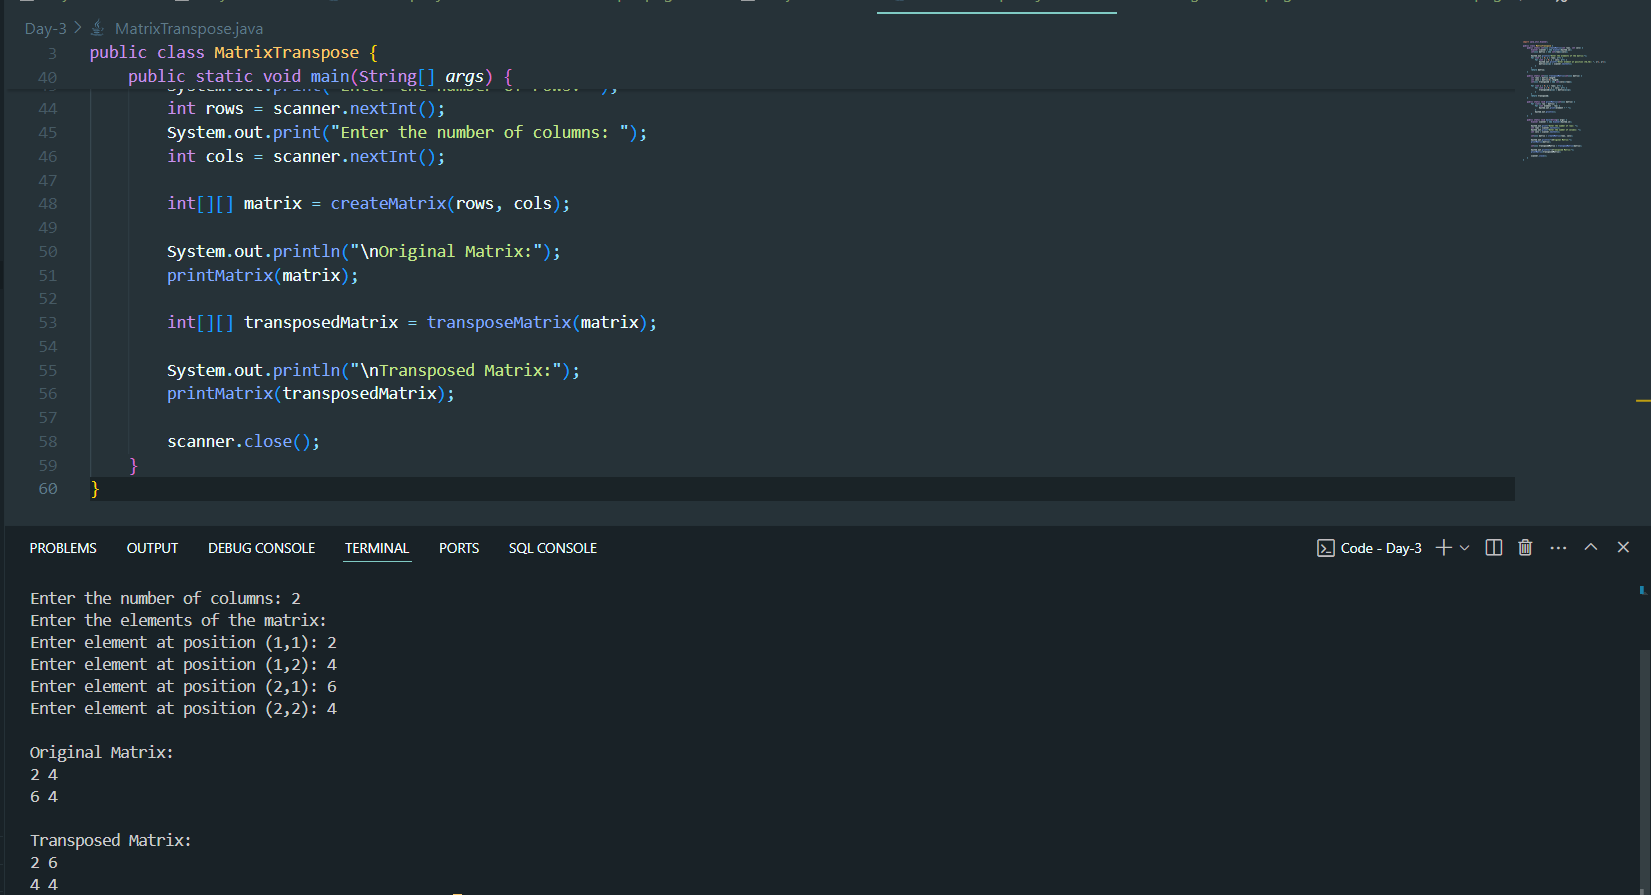 Day-3 > MatrixTranspose.java
3 public class MatrixTranspose {
40 public static void main(String[] args) {
44 int rows = scanner.nextInt();
45 System.out.print("Enter the number of columns: ");
46 int cols = scanner.nextInt();
47
48 int[][] matrix = createMatrix(rows, cols);
49
50 System.out.println("\nOriginal Matrix:");
51 printMatrix(matrix);
52
53 int[][] transposedMatrix = transposeMatrix(matrix);
54
55 System.out.println("\nTransposed Matrix:");
56 printMatrix(transposedMatrix);
57
58 scanner.close();
59 }
60 }
PROBLEMS OUTPUT DEBUG CONSOLE TERMINAL PORTS SQL CONSOLE Code - Day-3
Enter the number of columns: 2
Enter the elements of the matrix:
Enter element at position (1,1): 2
Enter element at position (1,2): 4
Enter element at position (2,1): 6
Enter element at position (2,2): 4
Original Matrix:
2 4
6 4
Transposed Matrix:
2 6
4 4